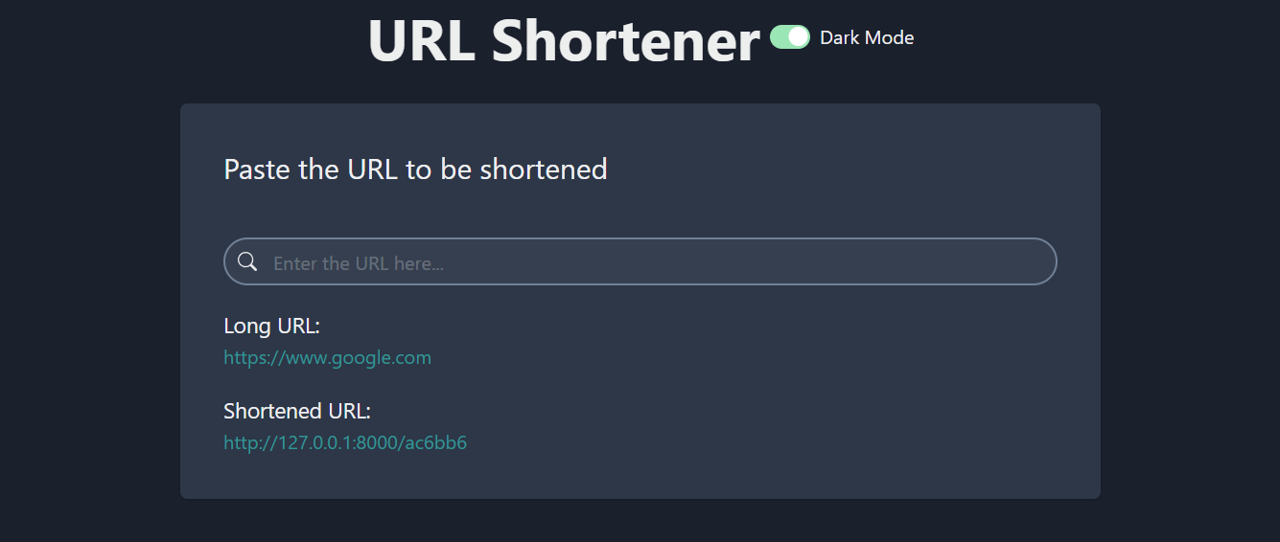 URL Shortener Dark Mode
Paste the URL to be shortened
Enter the URL here...
Long URL:
https://www.google.com
Shortened URL:
http://127.0.0.1:8000/ac6bb6